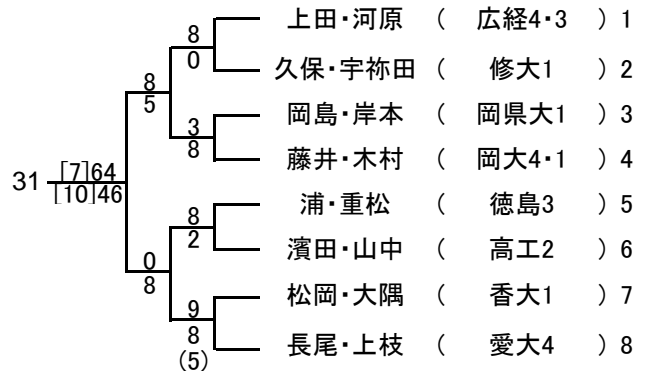 上田・河原 ( 広経4・3 ) 1
8
0
久保・宇祢田 ( 修大1 ) 2
8
5
岡島・岸本 ( 岡県大1 ) 3
3
8
藤井・木村 ( 岡大4・1 ) 4
31 [7]64
[10]46
浦・重松 ( 徳島3 ) 5
8
2
濱田・山中 ( 高工2 ) 6
0
8
松岡・大隅 ( 香大1 ) 7
9
8
(5)
長尾・上枝 ( 愛大4 ) 8